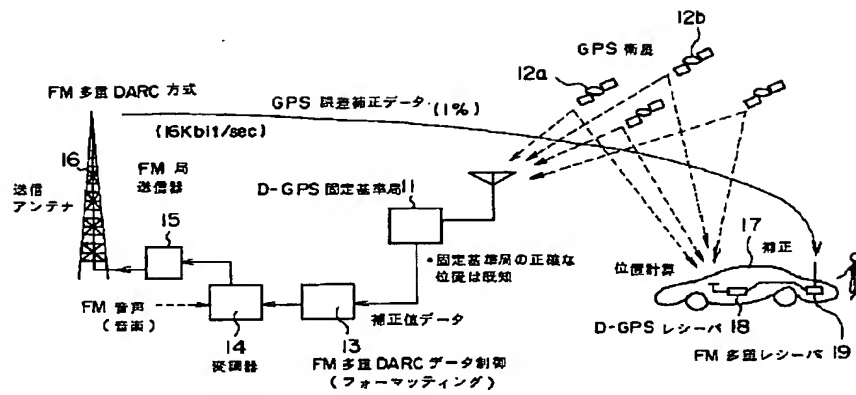 12b
GPS 衛星
12a
FM 多重 DARC 方式
GPS 誤差補正データ (1%)
(16Kbit/sec)
16
送信
アンテナ
FM 局
送信器
15
D-GPS 固定基準局
11
•固定基準局の正確な
位置は既知
17
補正
位置計算
FM 音声
(音楽)
14
変調器
13
補正値データ
FM 多重 DARC データ制御
(フォーマッティング)
D-GPS レシーバ
18
FM 多重レシーバ
19